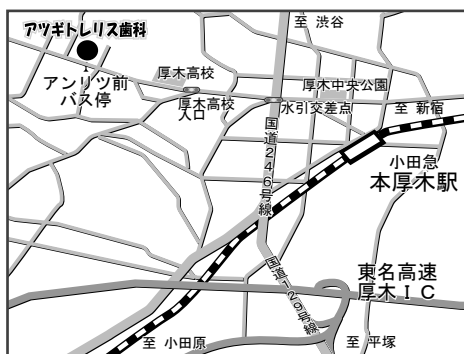 至 渋谷
アツギトレリス歯科
アンリツ前
バス停
厚木高校
厚木高校
入口
厚木中央公園
水引交差点
至 新宿
国道246号線
小田急
本厚木駅
国道129号線
東名高速
厚木IC
至 小田原
至 平塚